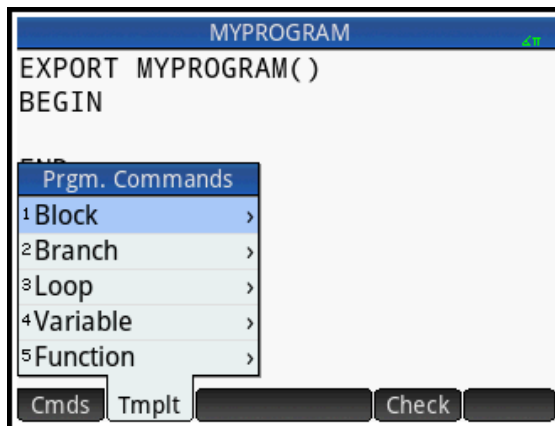 MYPROGRAM
∡π
EXPORT MYPROGRAM()
BEGIN
END
Prgm. Commands
1 Block ›
2 Branch ›
3 Loop ›
4 Variable ›
5 Function ›
Cmds Tmplt Check